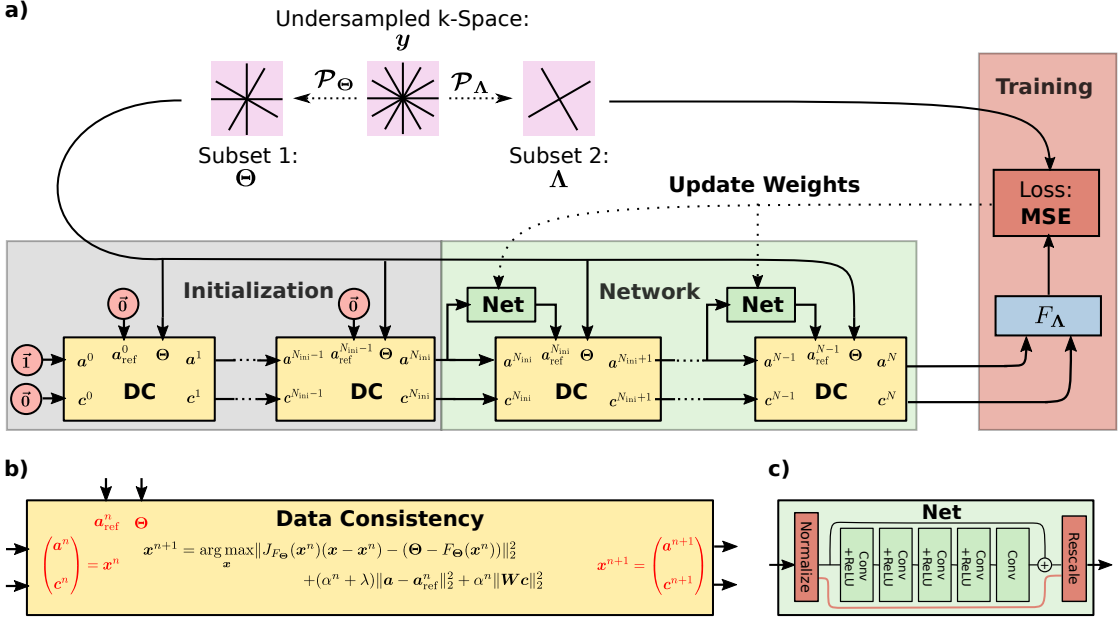 a)
Undersampled k-Space:
y
P_Θ
P_Λ
Subset 1:
Θ
Subset 2:
Λ
Training
Update Weights
Loss:
MSE
Initialization
Network
0⃗
0⃗
Net
Net
F_Λ
1⃗
a^0 a_ref^0 Θ a^1
DC
0⃗
c^0 c^1
a^{N_ini−1} a_ref^{N_ini−1} Θ a^{N_ini}
DC
c^{N_ini−1} c^{N_ini}
a^{N_ini} a_ref^{N_ini} Θ a^{N_ini+1}
DC
c^{N_ini} c^{N_ini+1}
a^{N−1} a_ref^{N−1} Θ a^N
DC
c^{N−1} c^N
b)
a_ref^n Θ
Data Consistency
(a^n c^n) = x^n
x^{n+1} = arg max_x ‖J_{F_Θ}(x^n)(x − x^n) − (Θ − F_Θ(x^n))‖_2^2
+(α^n + λ)‖a − a_ref^n‖_2^2 + α^n‖Wc‖_2^2
x^{n+1} = (a^{n+1} c^{n+1})
c)
Net
Normalize
Conv
+ReLU
Conv
+ReLU
Conv
+ReLU
Conv
+ReLU
Conv
+
Rescale